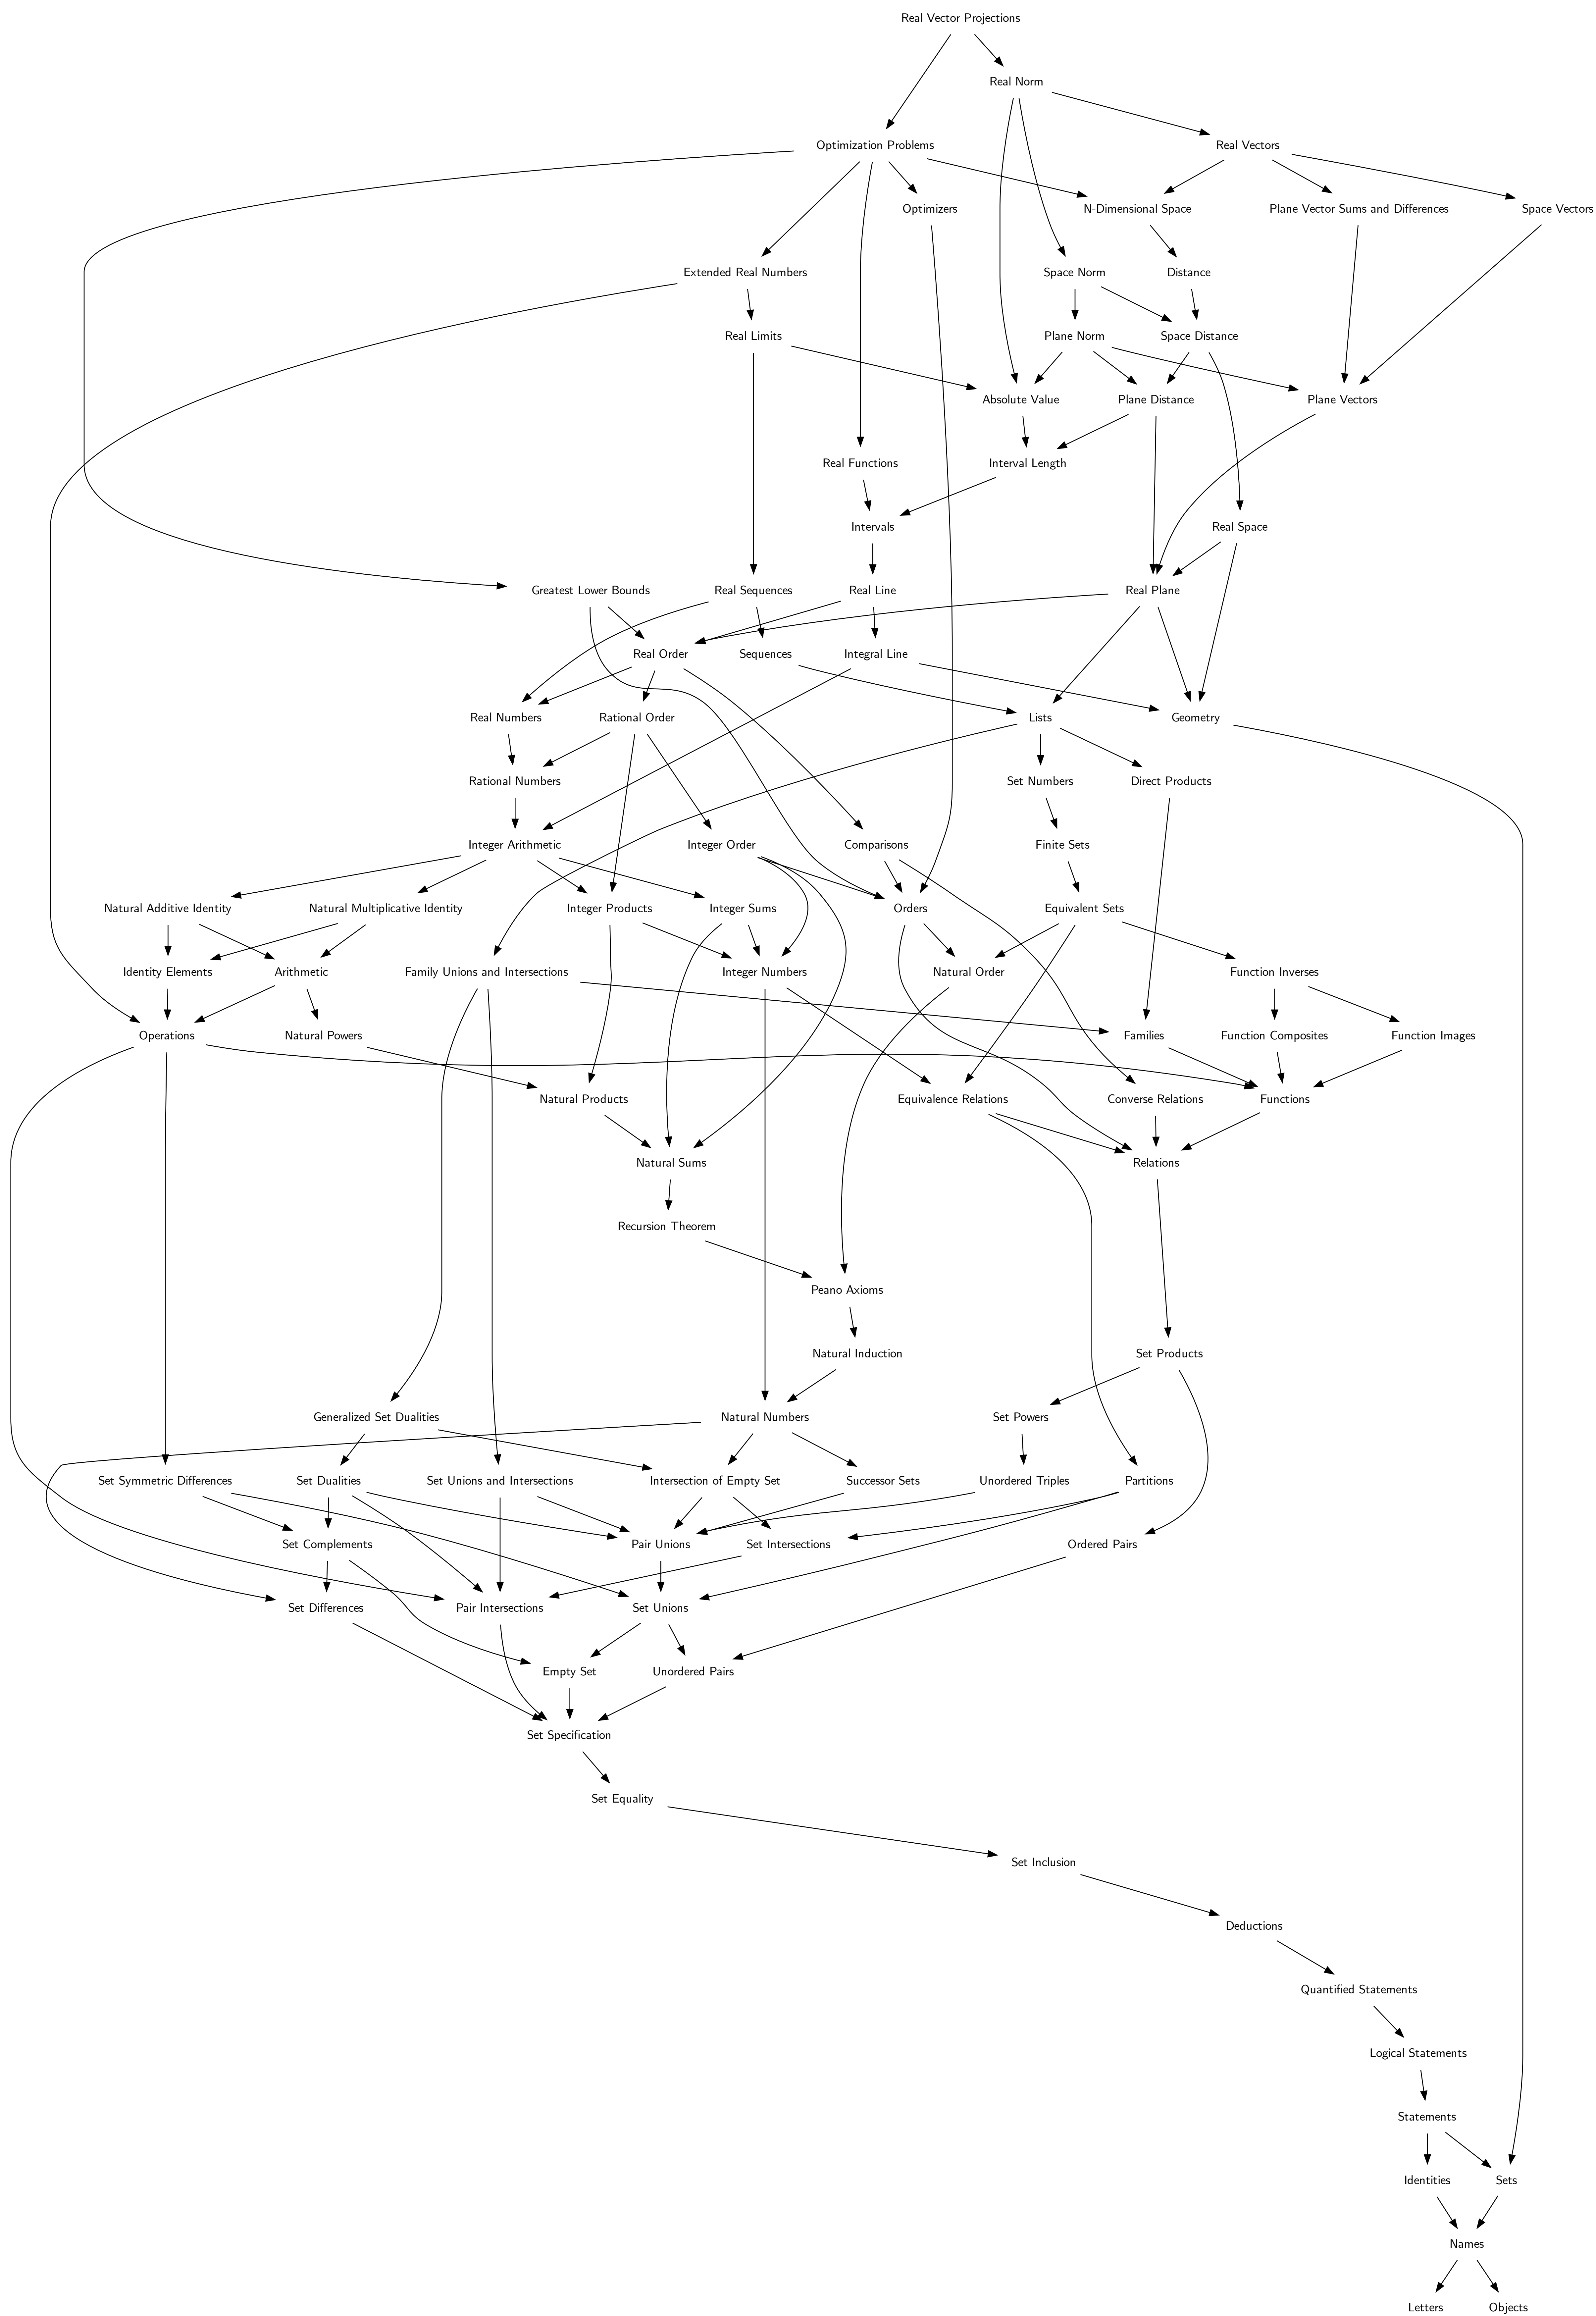 Real Vector Projections
Real Norm
Optimization Problems
Real Vectors
Optimizers
N-Dimensional Space
Plane Vector Sums and Differences
Space Vectors
Extended Real Numbers
Space Norm
Distance
Real Limits
Plane Norm
Space Distance
Absolute Value
Plane Distance
Plane Vectors
Real Functions
Interval Length
Intervals
Real Space
Greatest Lower Bounds
Real Sequences
Real Line
Real Plane
Real Order
Sequences
Integral Line
Real Numbers
Rational Order
Lists
Geometry
Rational Numbers
Set Numbers
Direct Products
Integer Arithmetic
Integer Order
Comparisons
Finite Sets
Natural Additive Identity
Natural Multiplicative Identity
Integer Products
Integer Sums
Orders
Equivalent Sets
Identity Elements
Arithmetic
Family Unions and Intersections
Integer Numbers
Natural Order
Function Inverses
Operations
Natural Powers
Families
Function Composites
Function Images
Natural Products
Equivalence Relations
Converse Relations
Functions
Natural Sums
Relations
Recursion Theorem
Peano Axioms
Natural Induction
Set Products
Generalized Set Dualities
Natural Numbers
Set Powers
Set Symmetric Differences
Set Dualities
Set Unions and Intersections
Intersection of Empty Set
Successor Sets
Unordered Triples
Partitions
Set Complements
Pair Unions
Set Intersections
Ordered Pairs
Set Differences
Pair Intersections
Set Unions
Empty Set
Unordered Pairs
Set Specification
Set Equality
Set Inclusion
Deductions
Quantified Statements
Logical Statements
Statements
Identities
Sets
Names
Letters
Objects